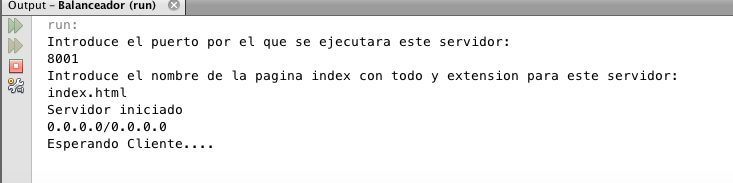 Output – Balanceador (run)
run:
Introduce el puerto por el que se ejecutara este servidor:
8001
Introduce el nombre de la pagina index con todo y extension para este servidor:
index.html
Servidor iniciado
0.0.0.0/0.0.0.0
Esperando Cliente....